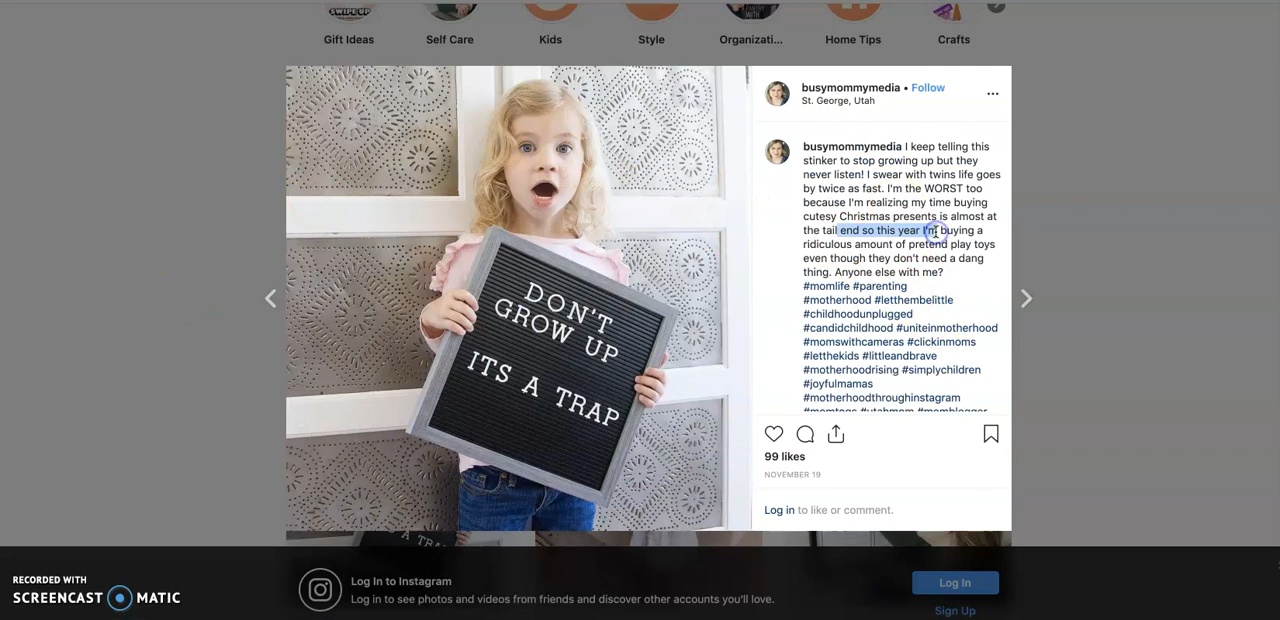 SWIPE UP
Gift Ideas
Self Care
Kids
Style
Organizati...
Home Tips
Crafts
DON'T
GROW UP
ITS A TRAP
busymommymedia • Follow
St. George, Utah
busymommymedia I keep telling this
stinker to stop growing up but they
never listen! I swear with twins life goes
by twice as fast. I'm the WORST too
because I'm realizing my time buying
cutesy Christmas presents is almost at
the tail end so this year I'm buying a
ridiculous amount of pretend play toys
even though they don't need a dang
thing. Anyone else with me?
#momlife #parenting
#motherhood #letthembelittle
#childhoodunplugged
#candidchildhood #uniteinmotherhood
#momswithcameras #clickinmoms
#letthekids #littleandbrave
#motherhoodrising #simplychildren
#joyfulmamas
#motherhoodthroughinstagram
99 likes
NOVEMBER 19
Log in to like or comment.
RECORDED WITH
SCREENCAST MATIC
Log In to Instagram
Log in to see photos and videos from friends and discover other accounts you'll love.
Log In
Sign Up